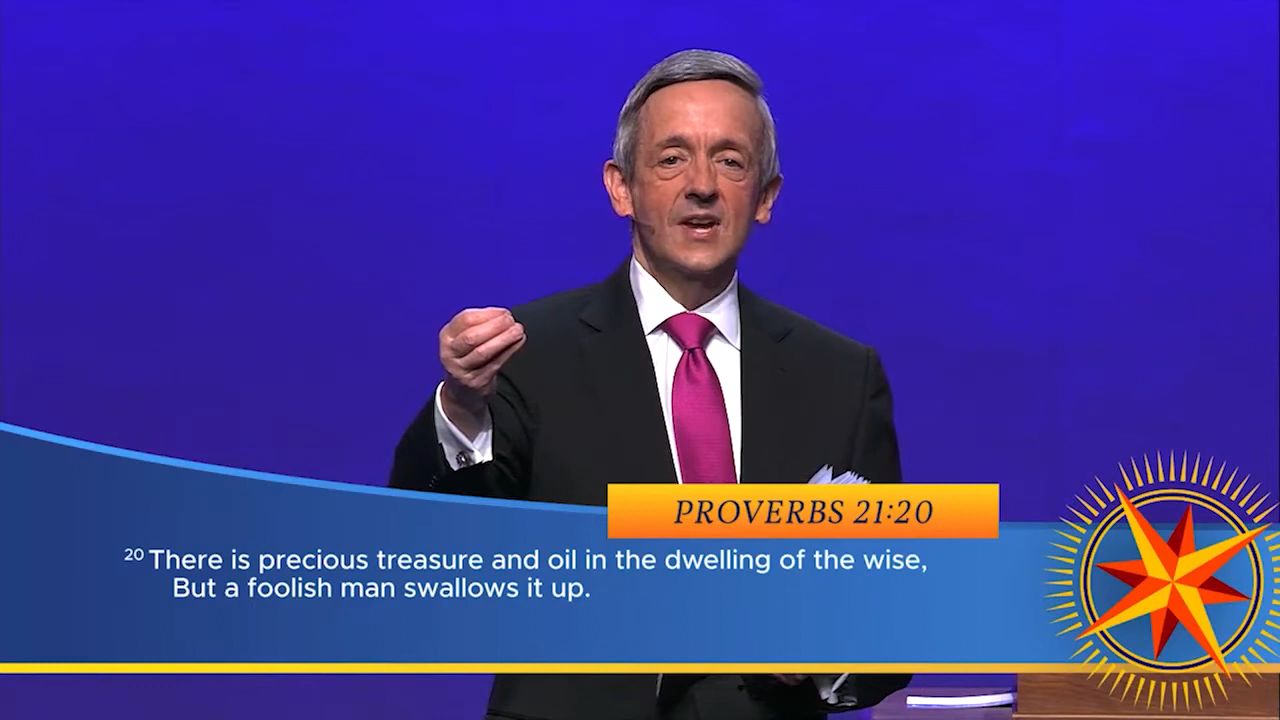 PROVERBS 21:20
20 There is precious treasure and oil in the dwelling of the wise,
But a foolish man swallows it up.